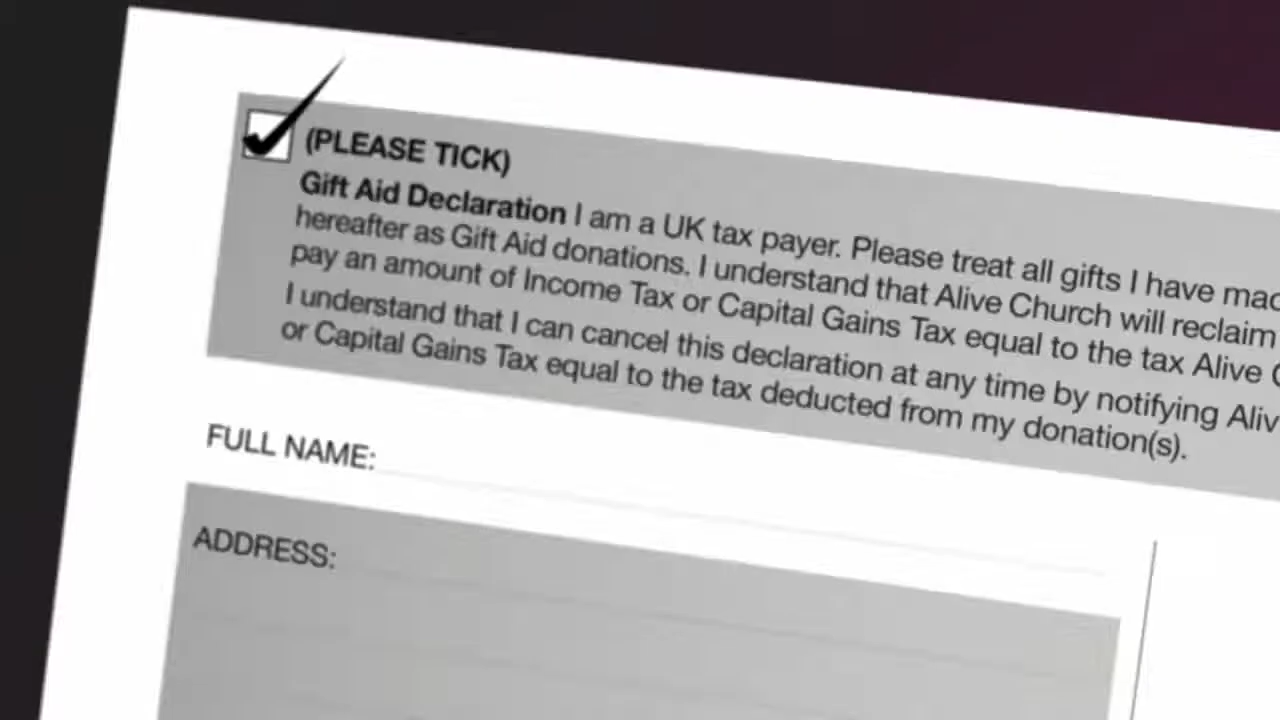 (PLEASE TICK)
Gift Aid Declaration I am a UK tax payer. Please treat all gifts I have
hereafter as Gift Aid donations. I understand that Alive Church will reclaim
pay an amount of Income Tax or Capital Gains Tax equal to the tax Alive
I understand that I can cancel this declaration at any time by notifying
or Capital Gains Tax equal to the tax deducted from my donation(s).
FULL NAME:
ADDRESS: